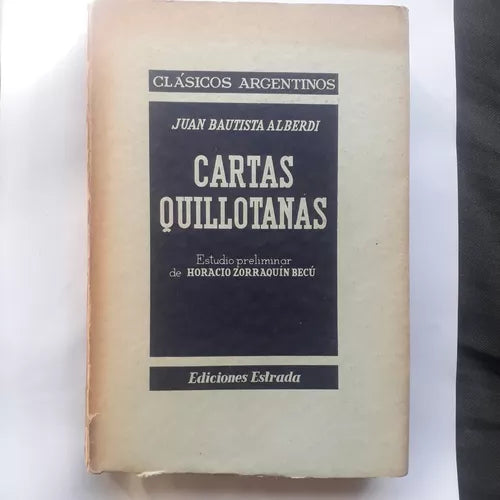 CLÁSICOS ARGENTINOS
JUAN BAUTISTA ALBERDI
CARTAS
QUILLOTANAS
Estudio preliminar
de HORACIO ZORRAQUÍN BECÚ
Ediciones Estrada